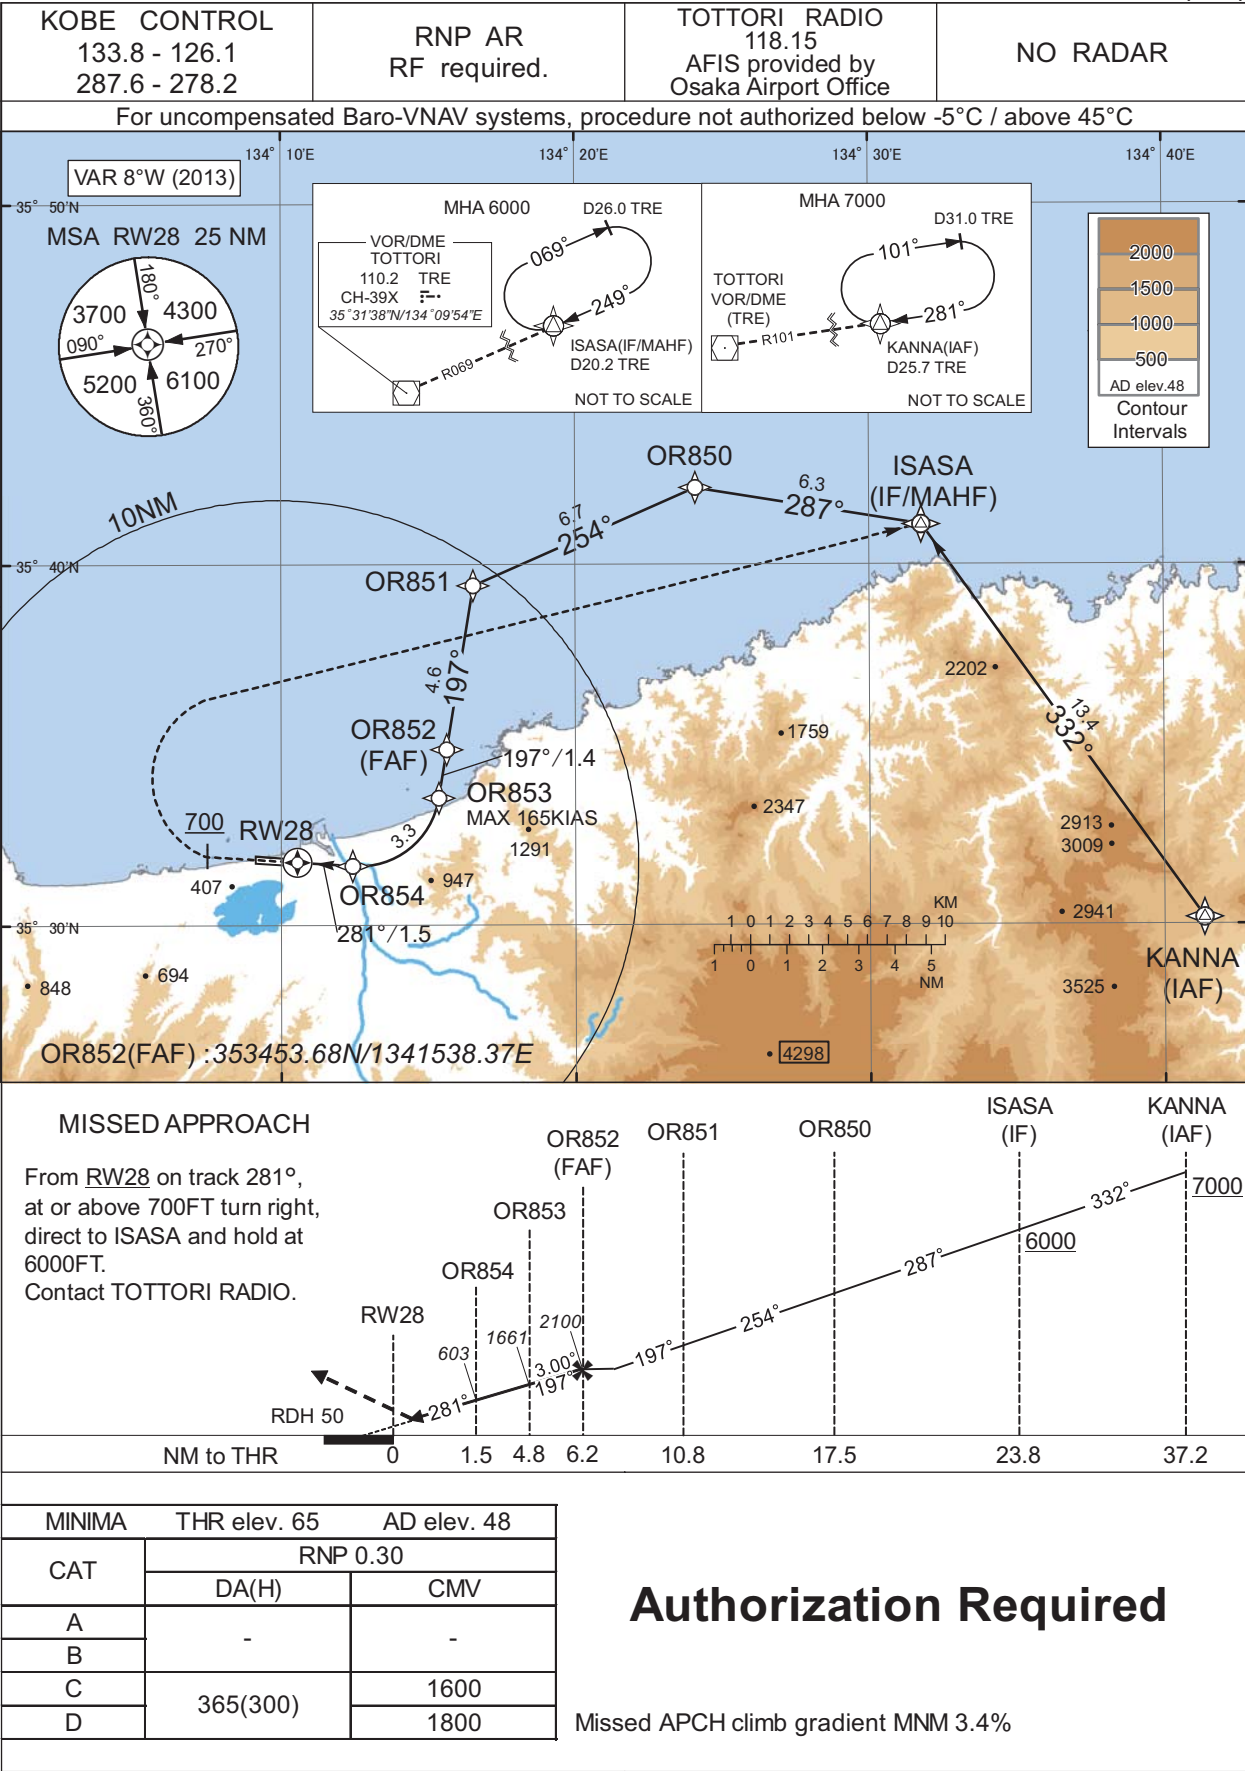 KOBE CONTROL
133.8 - 126.1
287.6 - 278.2
RNP AR
RF required.
TOTTORI RADIO
118.15
AFIS provided by
Osaka Airport Office
NO RADAR
For uncompensated Baro-VNAV systems, procedure not authorized below -5°C / above 45°C
134° 10'E
134° 20'E
134° 30'E
134° 40'E
VAR 8°W (2013)
35° 50'N
MSA RW28 25 NM
180°
3700
4300
090°
270°
5200
6100
360°
MHA 6000
D26.0 TRE
VOR/DME
TOTTORI
110.2 TRE
CH-39X
35°31'38"N/134°09'54"E
069°
249°
ISASA(IF/MAHF)
D20.2 TRE
R069
NOT TO SCALE
MHA 7000
D31.0 TRE
101°
281°
TOTTORI
VOR/DME
(TRE)
R101
KANNA(IAF)
D25.7 TRE
NOT TO SCALE
2000
1500
1000
500
AD elev.48
Contour
Intervals
OR850
ISASA
(IF/MAHF)
6.3
287°
6.7
254°
10NM
35° 40'N
OR851
4.6
197°
2202
13.4
332°
OR852
(FAF)
197°/1.4
1759
OR853
MAX 165KIAS
2347
2913
3009
700
RW28
3.3
1291
407
OR854
947
281°/1.5
2941
35° 30'N
KM
1 0 1 2 3 4 5 6 7 8 9 10
1 0 1 2 3 4 5
NM
KANNA
(IAF)
848
694
3525
4298
OR852(FAF) :353453.68N/1341538.37E
MISSED APPROACH
From RW28 on track 281°,
at or above 700FT turn right,
direct to ISASA and hold at
6000FT.
Contact TOTTORI RADIO.
RW28
OR854
OR853
OR852
(FAF)
OR851
OR850
ISASA
(IF)
KANNA
(IAF)
7000
332°
6000
287°
254°
197°
2100
1661
603
3.00°
197°
281°
RDH 50
NM to THR
0 1.5 4.8 6.2 10.8 17.5 23.8 37.2
MINIMA THR elev. 65 AD elev. 48
CAT
RNP 0.30
DA(H) CMV
A
B
- -
C
D
365(300)
1600
1800
Authorization Required
Missed APCH climb gradient MNM 3.4%